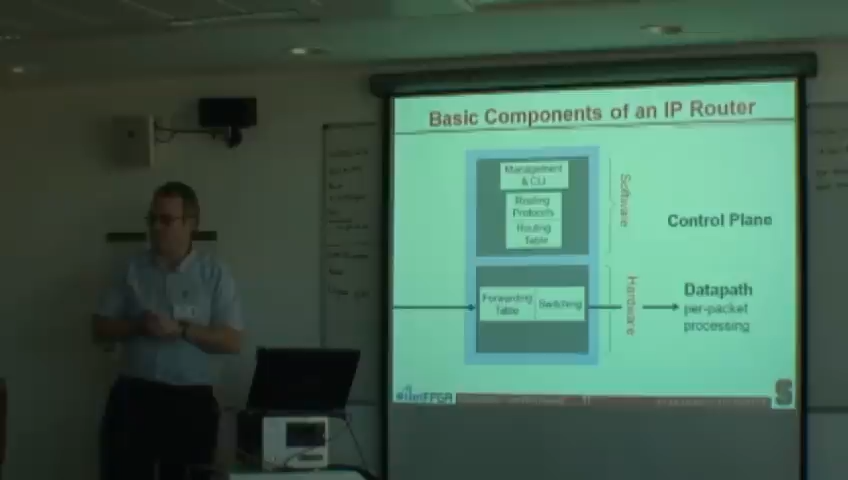 Basic Components of an IP Router
Management
& CLI
Routing
Protocols
Routing
Table
Software
Control Plane
Forwarding
Table
Switching
Hardware
Datapath
per-packet
processing
NetFPGA
S